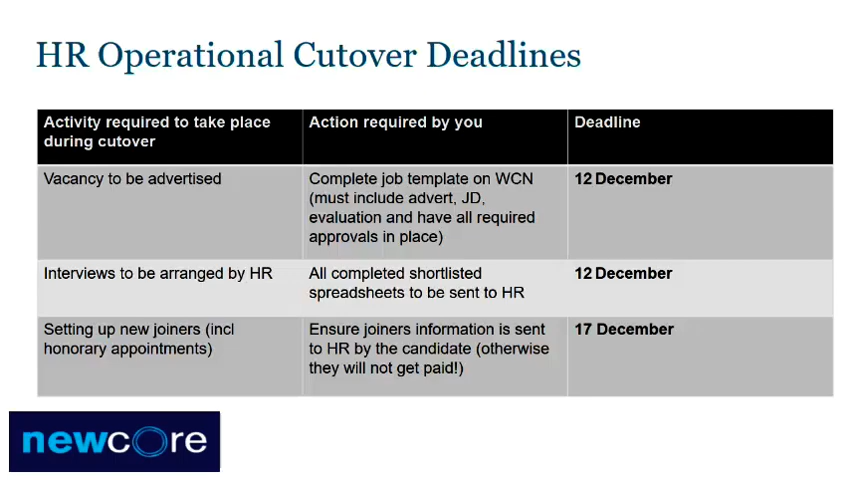 HR Operational Cutover Deadlines
Activity required to take place
during cutover
Action required by you
Deadline
Vacancy to be advertised
Complete job template on WCN
(must include advert, JD,
evaluation and have all required
approvals in place)
12 December
Interviews to be arranged by HR
All completed shortlisted
spreadsheets to be sent to HR
12 December
Setting up new joiners (incl
honorary appointments)
Ensure joiners information is sent
to HR by the candidate (otherwise
they will not get paid!)
17 December
newcore